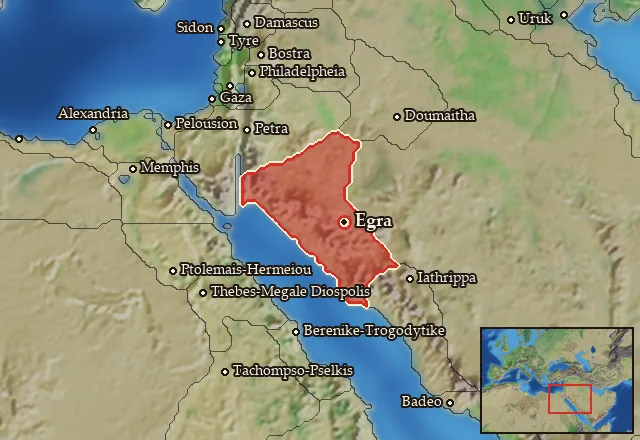 Damascus
Sidon
Uruk
Tyre
Bostra
Philadelpheia
Gaza
Alexandria
Doumaitha
Pelousion
Petra
Memphis
Egra
Ptolemais-Hermeiou
Iathrippa
Thebes-Megale Diospolis
Berenike-Trogodytike
Tachompso-Pselkis
Badeo